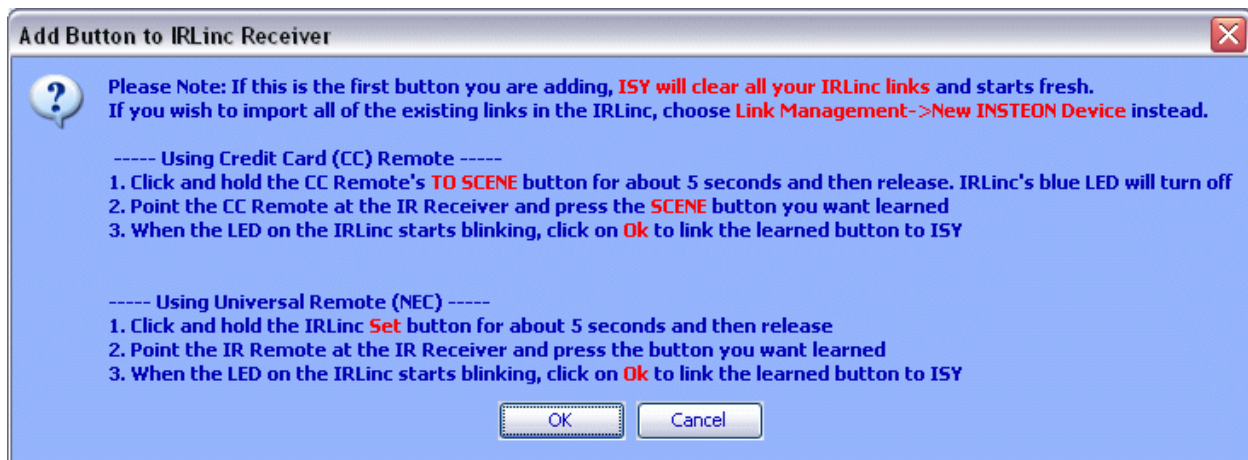 Add Button to IRLinc Receiver
Please Note: If this is the first button you are adding, ISY will clear all your IRLinc links and starts fresh.
If you wish to import all of the existing links in the IRLinc, choose Link Management->New INSTEON Device instead.
----- Using Credit Card (CC) Remote -----
1. Click and hold the CC Remote's TO SCENE button for about 5 seconds and then release. IRLinc's blue LED will turn off
2. Point the CC Remote at the IR Receiver and press the SCENE button you want learned
3. When the LED on the IRLinc starts blinking, click on Ok to link the learned button to ISY
----- Using Universal Remote (NEC) -----
1. Click and hold the IRLinc Set button for about 5 seconds and then release
2. Point the IR Remote at the IR Receiver and press the button you want learned
3. When the LED on the IRLinc starts blinking, click on Ok to link the learned button to ISY
OK Cancel